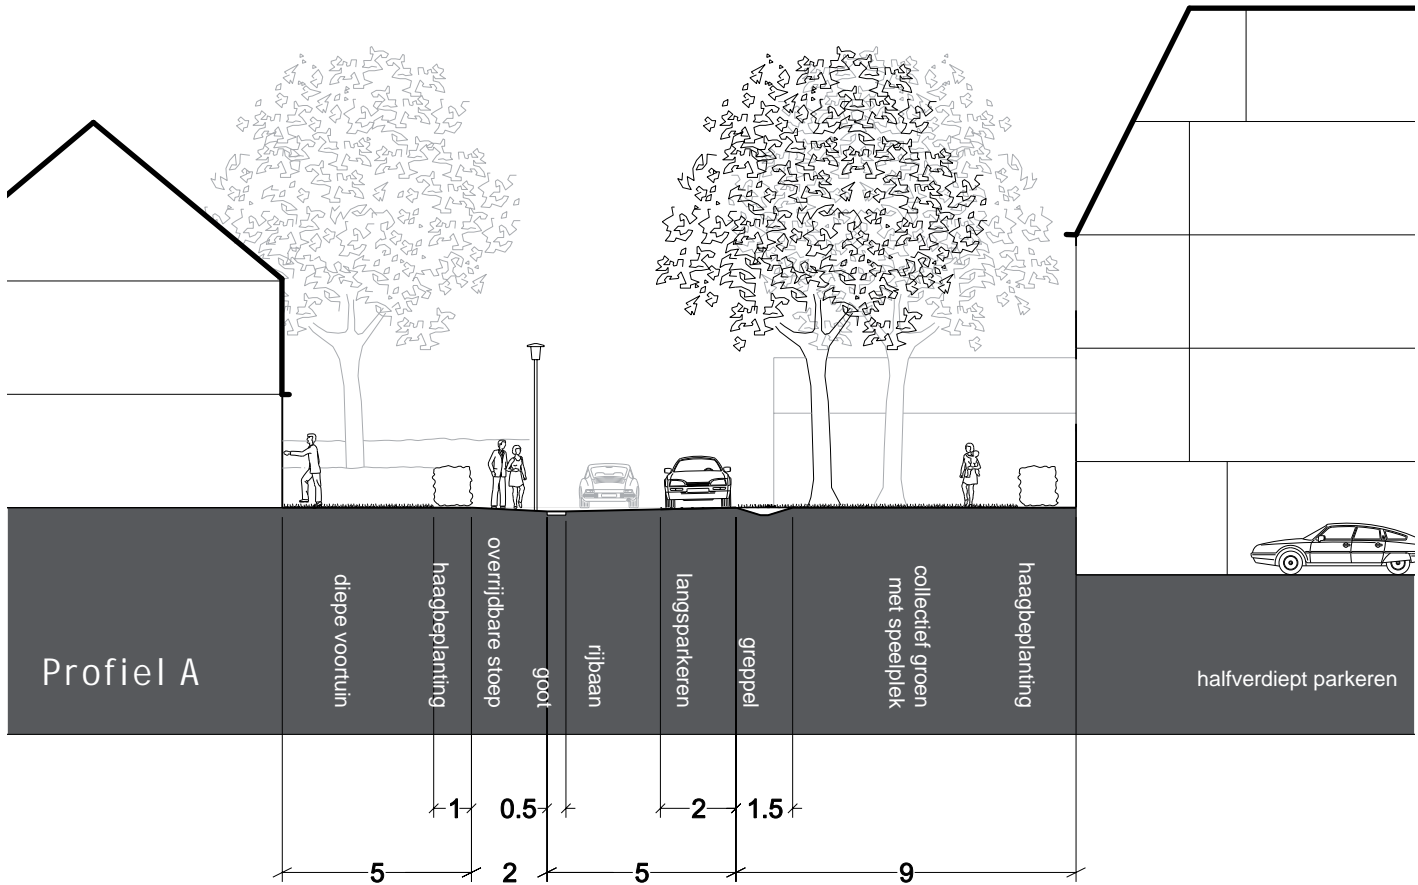 Profiel A
diepe voortuin
haagbeplanting
overrijdbare stoep
goot
rijbaan
langsparkeren
greppel
collectief groen
met speelplek
haagbeplanting
halfverdiept parkeren
1
0.5
2
1.5
5
2
5
9